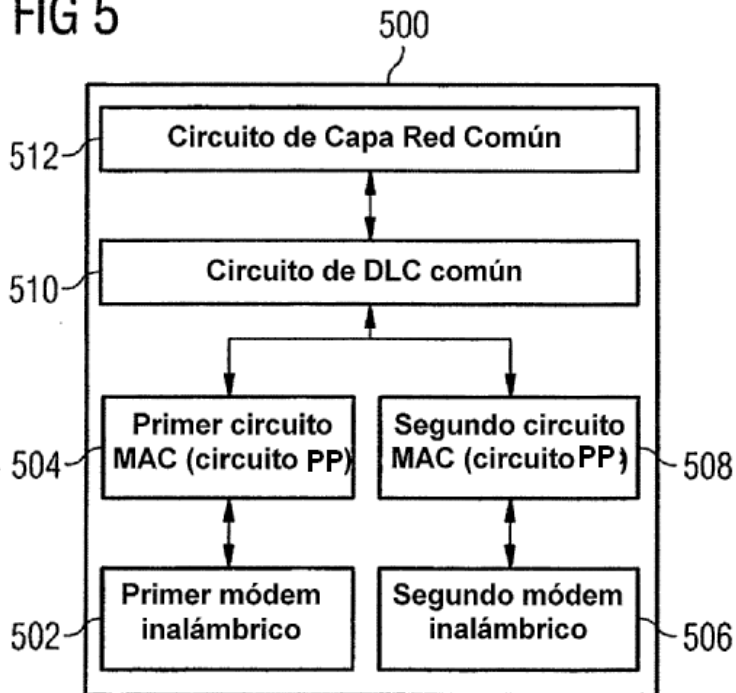 FIG 5
500
512
Circuito de Capa Red Común
510
Circuito de DLC común
504
Primer circuito
MAC (circuito PP)
Segundo circuito
MAC (circuito PP)
508
502
Primer módem
inalámbrico
Segundo módem
inalámbrico
506